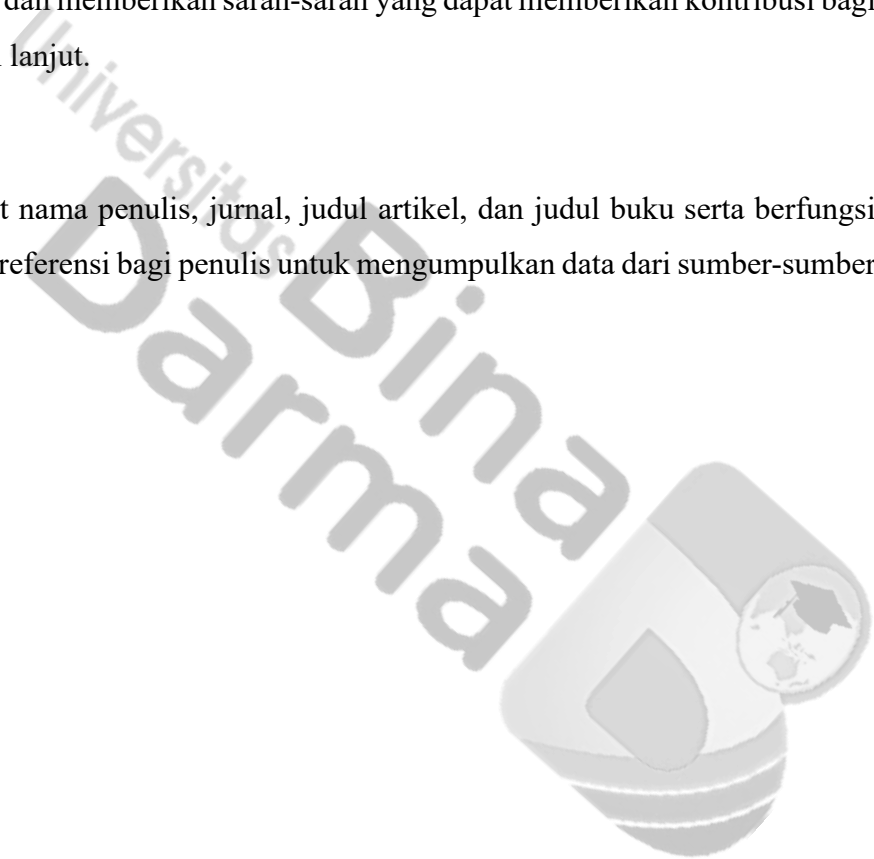 dan memberikan saran-saran yang dapat memberikan kontribusi bagi
lanjut.
t nama penulis, jurnal, judul artikel, dan judul buku serta berfungsi
referensi bagi penulis untuk mengumpulkan data dari sumber-sumber
Universitas
Bina
Darma